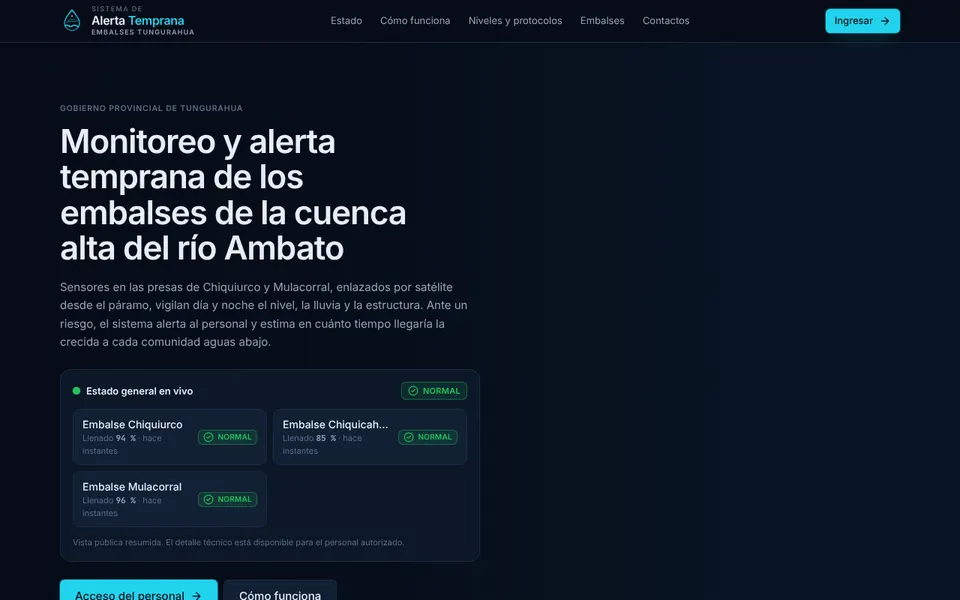 SISTEMA DE
Alerta Temprana
EMBALSES TUNGURAHUA
Estado
Cómo funciona
Niveles y protocolos
Embalses
Contactos
Ingresar →
GOBIERNO PROVINCIAL DE TUNGURAHUA
Monitoreo y alerta
temprana de los
embalses de la cuenca
alta del río Ambato
Sensores en las presas de Chiquiurco y Mulacorral, enlazados por satélite
desde el páramo, vigilan día y noche el nivel, la lluvia y la estructura. Ante un
riesgo, el sistema alerta al personal y estima en cuánto tiempo llegaría la
crecida a cada comunidad aguas abajo.
Estado general en vivo
NORMAL
Embalse Chiquiurco
Llenado 94 % · hace
instantes
NORMAL
Embalse Chiquicah...
Llenado 85 % · hace
instantes
NORMAL
Embalse Mulacorral
Llenado 96 % · hace
instantes
NORMAL
Vista pública resumida. El detalle técnico está disponible para el personal autorizado.
Acceso del personal →
Cómo funciona